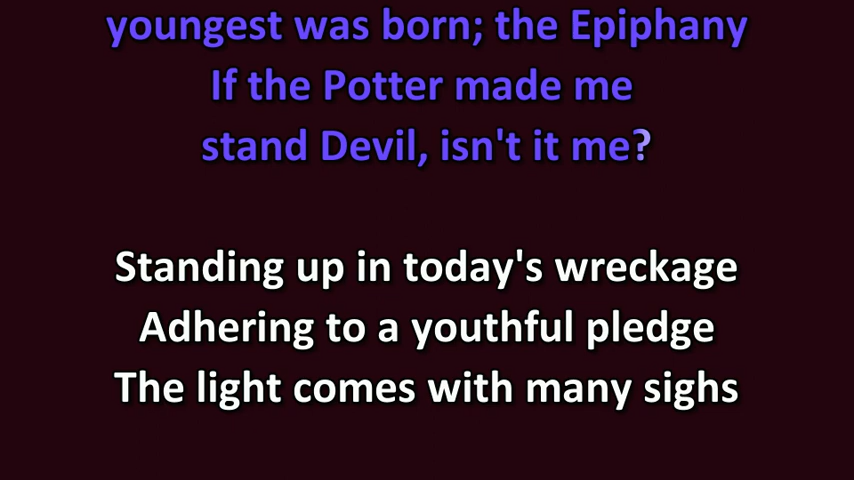 youngest was born; the Epiphany
If the Potter made me
stand Devil, isn't it me?
Standing up in today's wreckage
Adhering to a youthful pledge
The light comes with many sighs